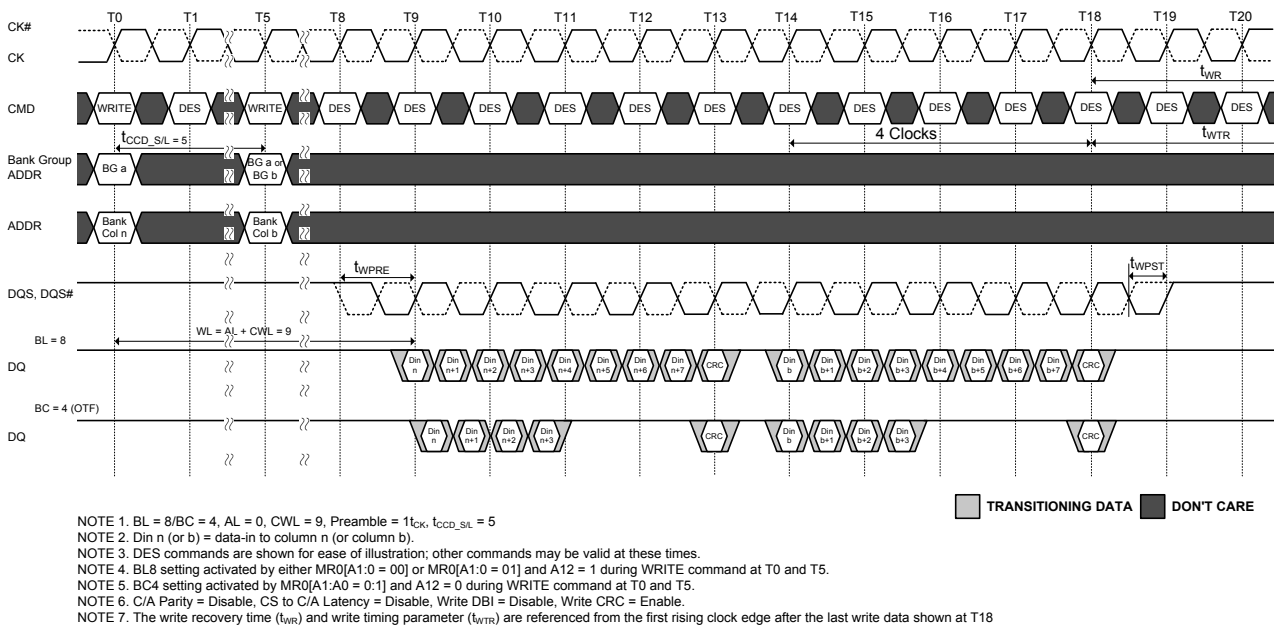 T0 T1 T5 T8 T9 T10 T11 T12 T13 T14 T15 T16 T17 T18 T19 T20
CK#
CK
tWR
CMD WRITE DES WRITE DES DES DES DES DES DES DES DES DES DES DES DES DES
4 Clocks
tCCD_S/L = 5
tWTR
Bank Group
ADDR
BG a
BG a or
BG b
ADDR
Bank
Col n
Bank
Col b
tWPRE
tWPST
DQS, DQS#
WL = AL + CWL = 9
BL = 8
DQ
Din n
Din n+1
Din n+2
Din n+3
Din n+4
Din n+5
Din n+6
Din n+7
CRC
Din b
Din b+1
Din b+2
Din b+3
Din b+4
Din b+5
Din b+6
Din b+7
CRC
BC = 4 (OTF)
DQ
Din n
Din n+1
Din n+2
Din n+3
CRC
Din b
Din b+1
Din b+2
Din b+3
CRC
TRANSITIONING DATA DON'T CARE
NOTE 1. BL = 8/BC = 4, AL = 0, CWL = 9, Preamble = 1tCK, tCCD_S/L = 5
NOTE 2. Din n (or b) = data-in to column n (or column b).
NOTE 3. DES commands are shown for ease of illustration; other commands may be valid at these times.
NOTE 4. BL8 setting activated by either MR0[A1:0 = 00] or MR0[A1:0 = 01] and A12 = 1 during WRITE command at T0 and T5.
NOTE 5. BC4 setting activated by MR0[A1:A0 = 0:1] and A12 = 0 during WRITE command at T0 and T5.
NOTE 6. C/A Parity = Disable, CS to C/A Latency = Disable, Write DBI = Disable, Write CRC = Enable.
NOTE 7. The write recovery time (tWR) and write timing parameter (tWTR) are referenced from the first rising clock edge after the last write data shown at T18